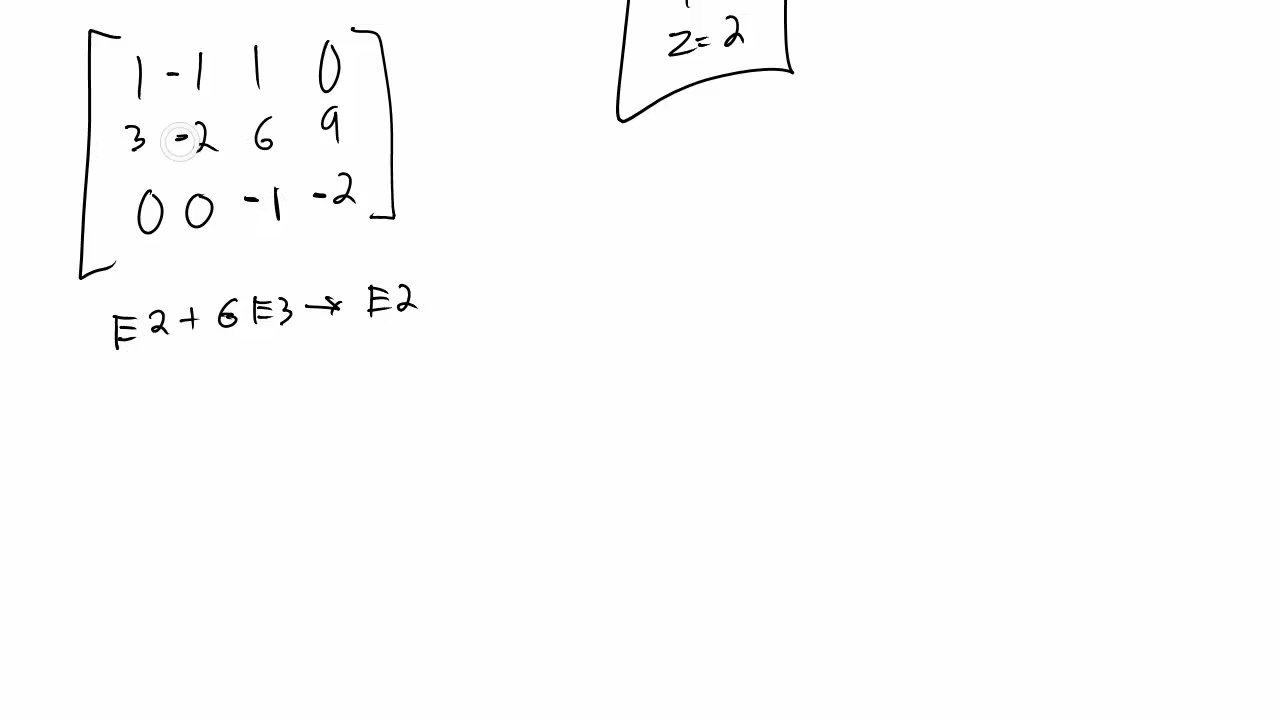 1 -1 1 0
3 -2 6 9
0 0 -1 -2
E2 + 6E3 → E2
z = 2